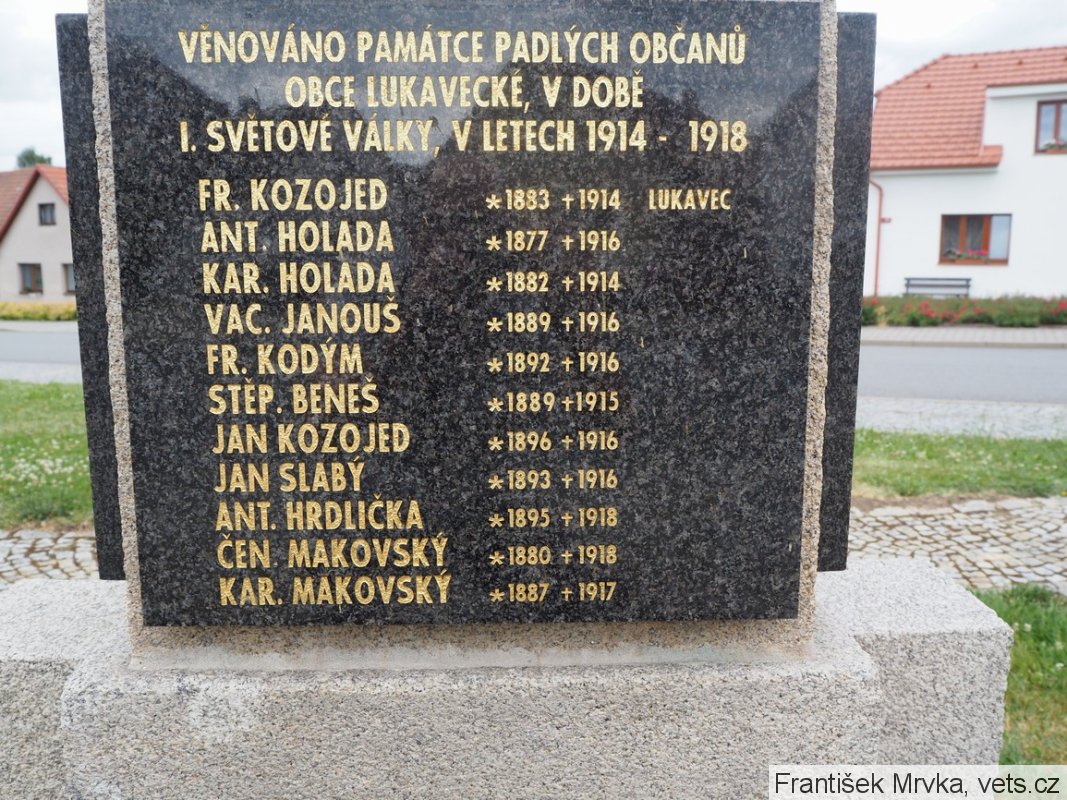 VĚNOVÁNO PAMÁTCE PADLÝCH OBČANŮ
OBCE LUKAVECKÉ, V DOBĚ
I. SVĚTOVÉ VÁLKY, V LETECH 1914 - 1918
FR. KOZOJED *1883 +1914 LUKAVEC
ANT. HOLADA *1877 +1916
KAR. HOLADA *1882 +1914
VAC. JANOUŠ *1889 +1916
FR. KODÝM *1892 +1916
STĚP. BENEŠ *1889 +1915
JAN KOZOJED *1896 +1916
JAN SLABÝ *1893 +1916
ANT. HRDLIČKA *1895 +1918
ČEN. MAKOVSKÝ *1880 +1918
KAR. MAKOVSKÝ *1887 +1917
František Mrvka, vets.cz